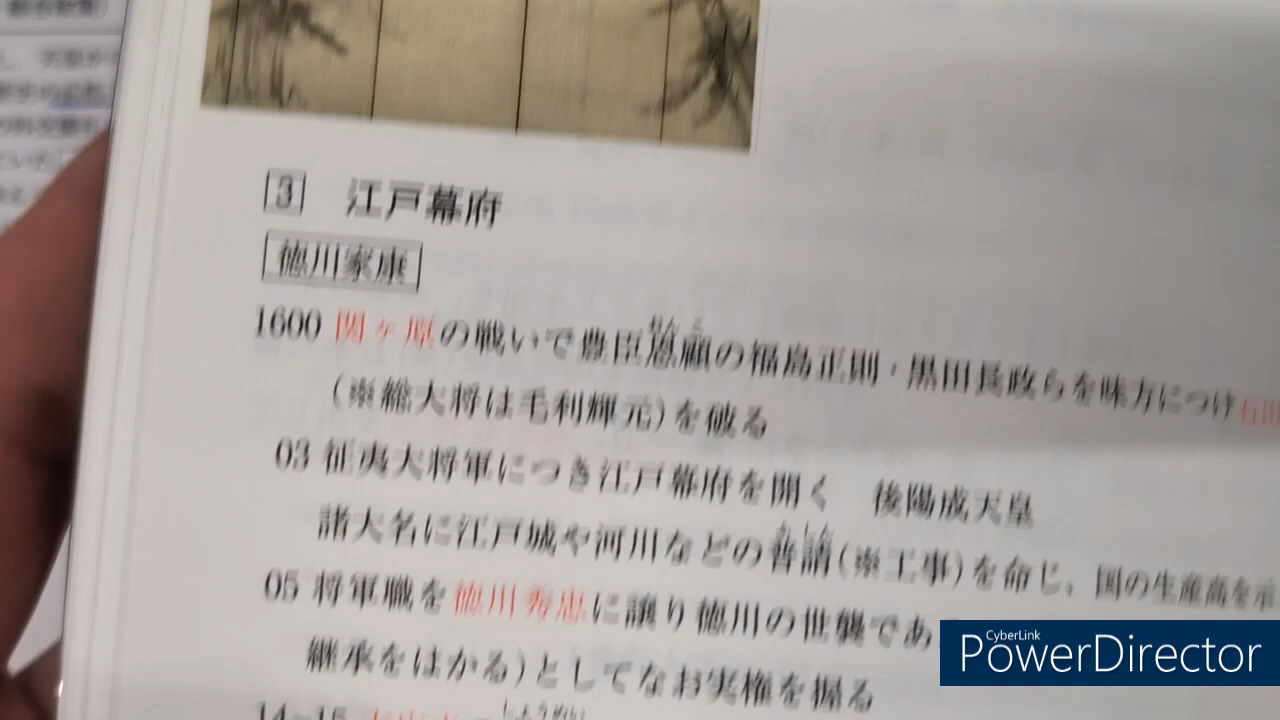 3 江戸幕府
徳川家康
1600 関ヶ原の戦いで豊臣恩顧の福島正則・黒田長政らを味方につけ
(※総大将は毛利輝元)を破る
03 征夷大将軍につき江戸幕府を開く 後陽成天皇
諸大名に江戸城や河川などの普請(※工事)を命じ、国の生産高を示
05 将軍職を徳川秀忠に譲り徳川の世襲であ
継承をはかる)としてなお実権を握る
14~15
CyberLink
PowerDirector